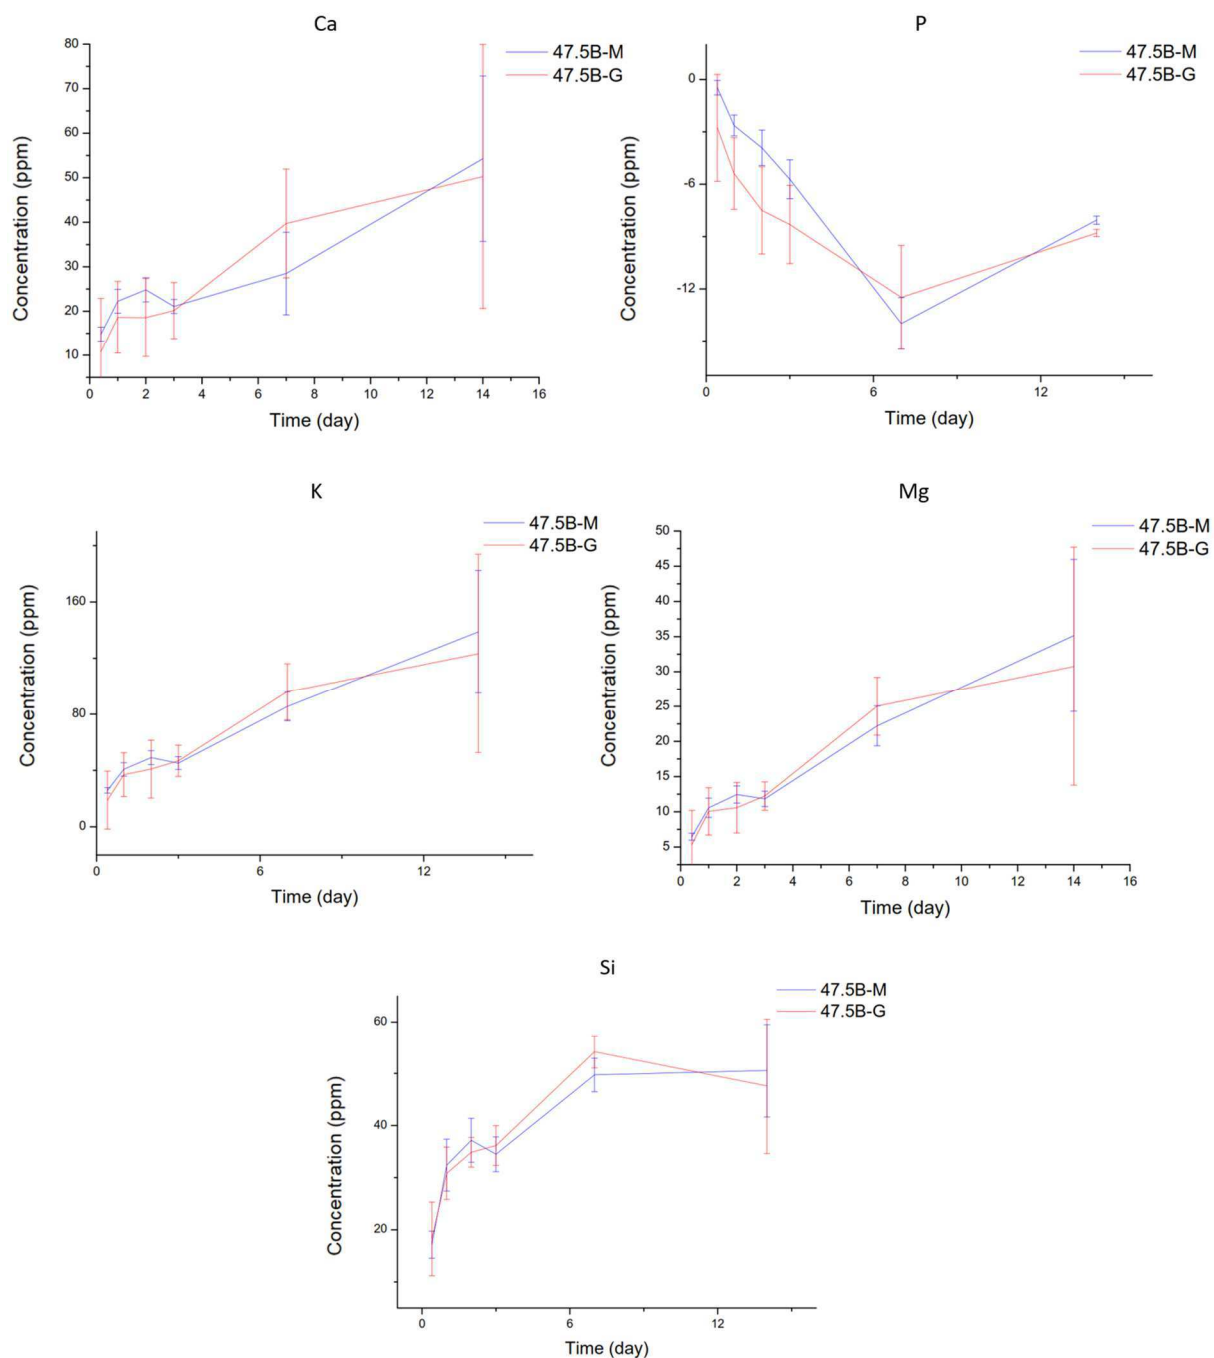 Ca
47.5B-M
47.5B-G
80
70
60
50
40
30
20
10
Concentration (ppm)
0 2 4 6 8 10 12 14 16
Time (day)
P
47.5B-M
47.5B-G
0
-6
-12
Concentration (ppm)
0 6 12
Time (day)
K
47.5B-M
47.5B-G
160
80
0
Concentration (ppm)
0 6 12
Time (day)
Mg
47.5B-M
47.5B-G
50
45
40
35
30
25
20
15
10
5
Concentration (ppm)
0 2 4 6 8 10 12 14 16
Time (day)
Si
47.5B-M
47.5B-G
60
40
20
Concentration (ppm)
0 6 12
Time (day)